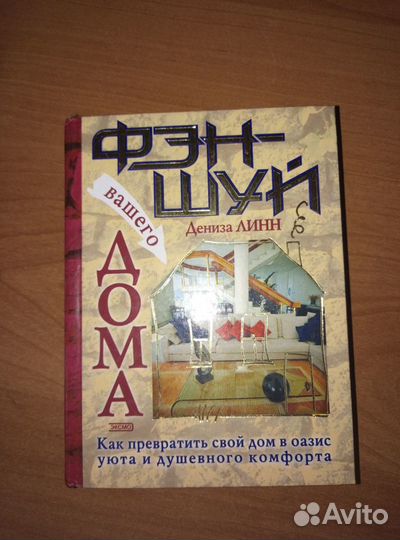 ФЭН-
ШУЙ
вашего
ДОМА
Дениза ЛИНН
ЭКСМО
Как превратить свой дом в оазис
уюта и душевного комфорта
Avito